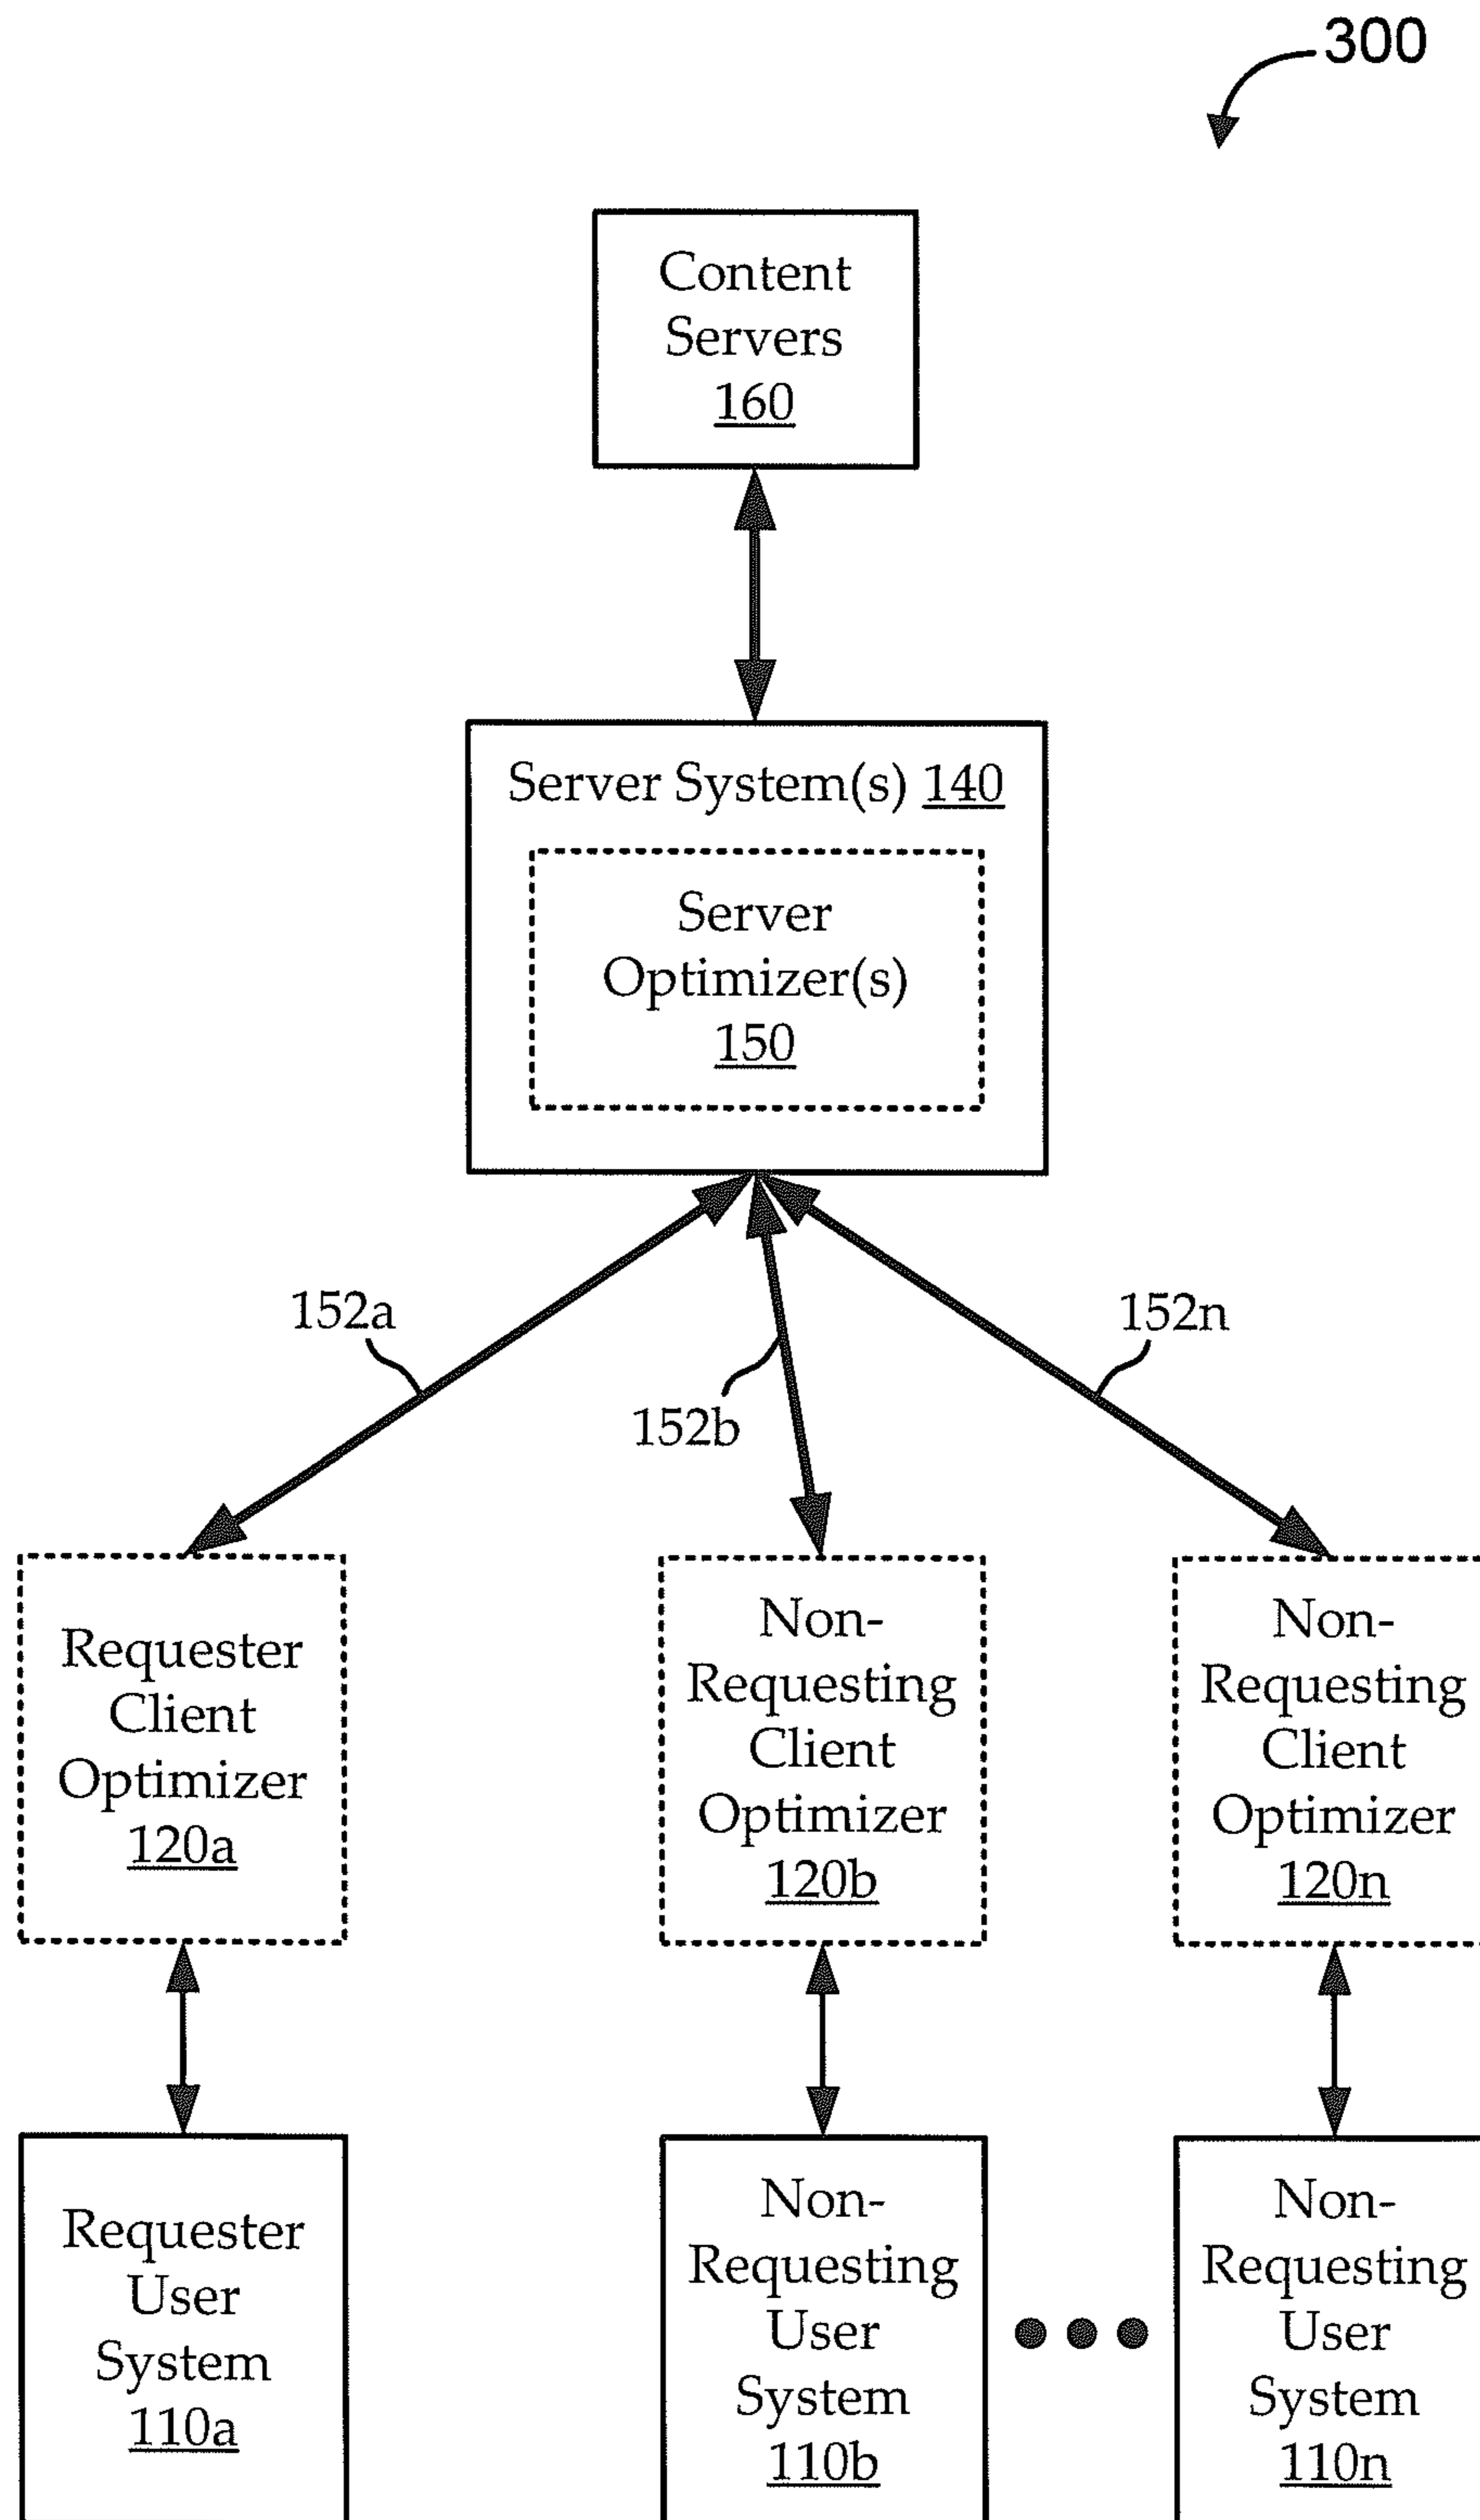 300
Content
Servers
160
Server System(s) 140
Server
Optimizer(s)
150
152a
152b
152n
Requester
Client
Optimizer
120a
Non-
Requesting
Client
Optimizer
120b
Non-
Requesting
Client
Optimizer
120n
Requester
User
System
110a
Non-
Requesting
User
System
110b
Non-
Requesting
User
System
110n